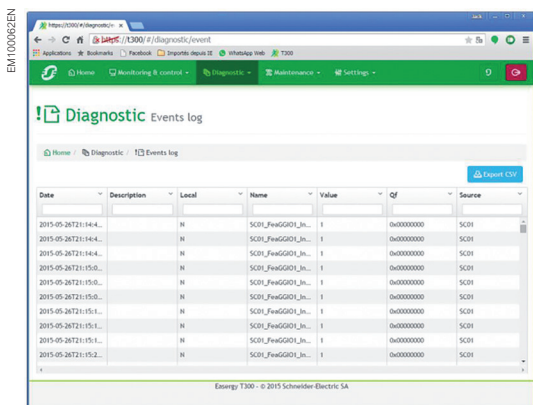 EM100062EN
https://t300/#/diagnostic/e
https://t300/#/diagnostic/event
Applications Bookmarks Facebook Importés depuis IE WhatsApp Web T300
Home Monitoring & control Diagnostic Maintenance Settings
Diagnostic Events log
Home / Diagnostic / Events log
Export CSV
Date Description Local Name Value Qf Source
2015-05-26T21:14:4... N SC01_FeaGGIO1_In... 1 0x00000000 SC01
2015-05-26T21:14:4... N SC01_FeaGGIO1_In... 1 0x00000000 SC01
2015-05-26T21:14:4... N SC01_FeaGGIO1_In... 1 0x00000000 SC01
2015-05-26T21:15:0... N SC01_FeaGGIO1_In... 1 0x00000000 SC01
2015-05-26T21:15:0... N SC01_FeaGGIO1_In... 1 0x00000000 SC01
2015-05-26T21:15:0... N SC01_FeaGGIO1_In... 1 0x00000000 SC01
2015-05-26T21:15:1... N SC01_FeaGGIO1_In... 1 0x00000000 SC01
2015-05-26T21:15:1... N SC01_FeaGGIO1_In... 1 0x00000000 SC01
2015-05-26T21:15:1... N SC01_FeaGGIO1_In... 1 0x00000000 SC01
2015-05-26T21:15:2... N SC01_FeaGGIO1_In... 1 0x00000000 SC01
Easergy T300 - © 2015 Schneider-Electric SA